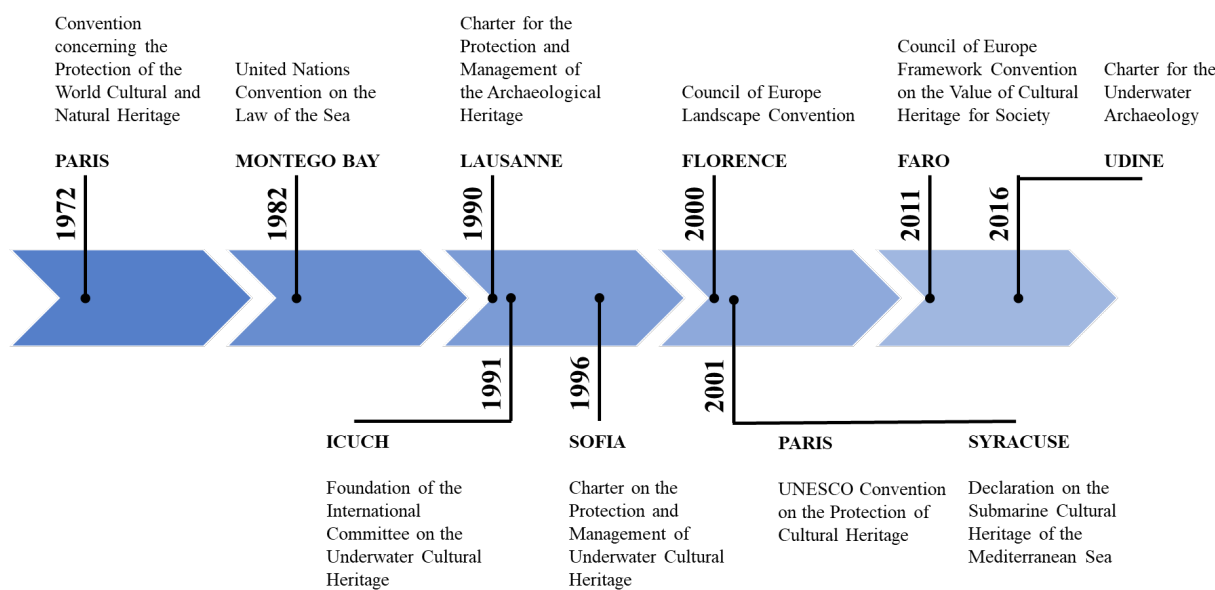 Convention
concerning the
Protection of the
World Cultural and
Natural Heritage
PARIS
1972
United Nations
Convention on the
Law of the Sea
MONTEGO BAY
1982
Charter for the
Protection and
Management of
the Archaeological
Heritage
LAUSANNE
1990
Council of Europe
Landscape Convention
FLORENCE
2000
Council of Europe
Framework Convention
on the Value of Cultural
Heritage for Society
FARO
2011
Charter for the
Underwater
Archaeology
UDINE
2016
1991
ICUCH
Foundation of the
International
Committee on the
Underwater Cultural
Heritage
1996
SOFIA
Charter on the
Protection and
Management of
Underwater Cultural
Heritage
2001
PARIS
UNESCO Convention
on the Protection of
Cultural Heritage
SYRACUSE
Declaration on the
Submarine Cultural
Heritage of the
Mediterranean Sea